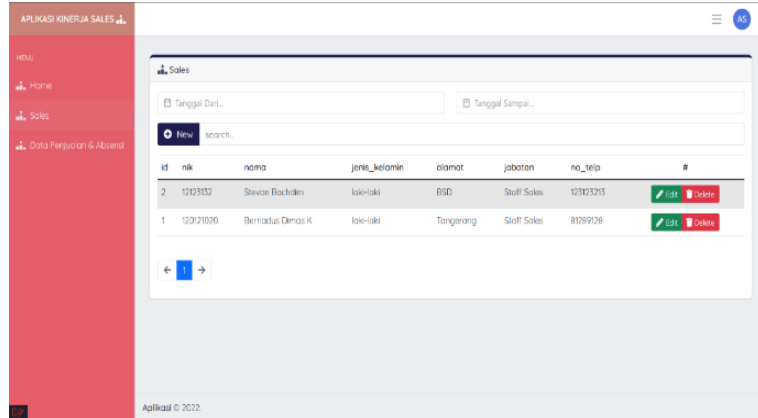 APLIKASI KINERJA SALES
AS
MENU
Home
Sales
Data Penjualan & Absensi
Sales
Tanggal Dari...
Tanggal Sampai...
New search..
id nik nama jenis_kelamin alamat jabatan no_telp #
2 12123132 Stevan Bachdim laki-laki BSD Staff Sales 123123213 Edit Delete
1 120121020 Bernadus Dimas K laki-laki Tangerang Staff Sales 81289128 Edit Delete
← 1 →
Aplikasi © 2022.